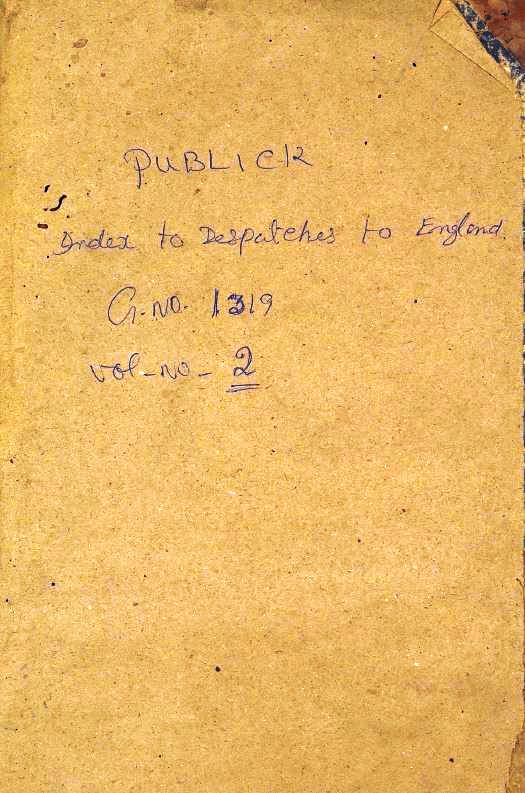 PUBLICK
Index to Despatches to England.
G.NO. 1319
VOL-NO- 2